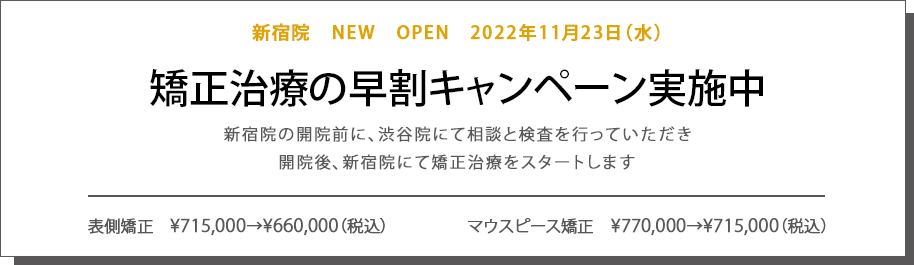 新宿院　NEW　OPEN　2022年11月23日（水）
矯正治療の早割キャンペーン実施中
新宿院の開院前に、渋谷院にて相談と検査を行っていただき
開院後、新宿院にて矯正治療をスタートします
表側矯正　¥715,000→¥660,000（税込）　マウスピース矯正　¥770,000→¥715,000（税込）